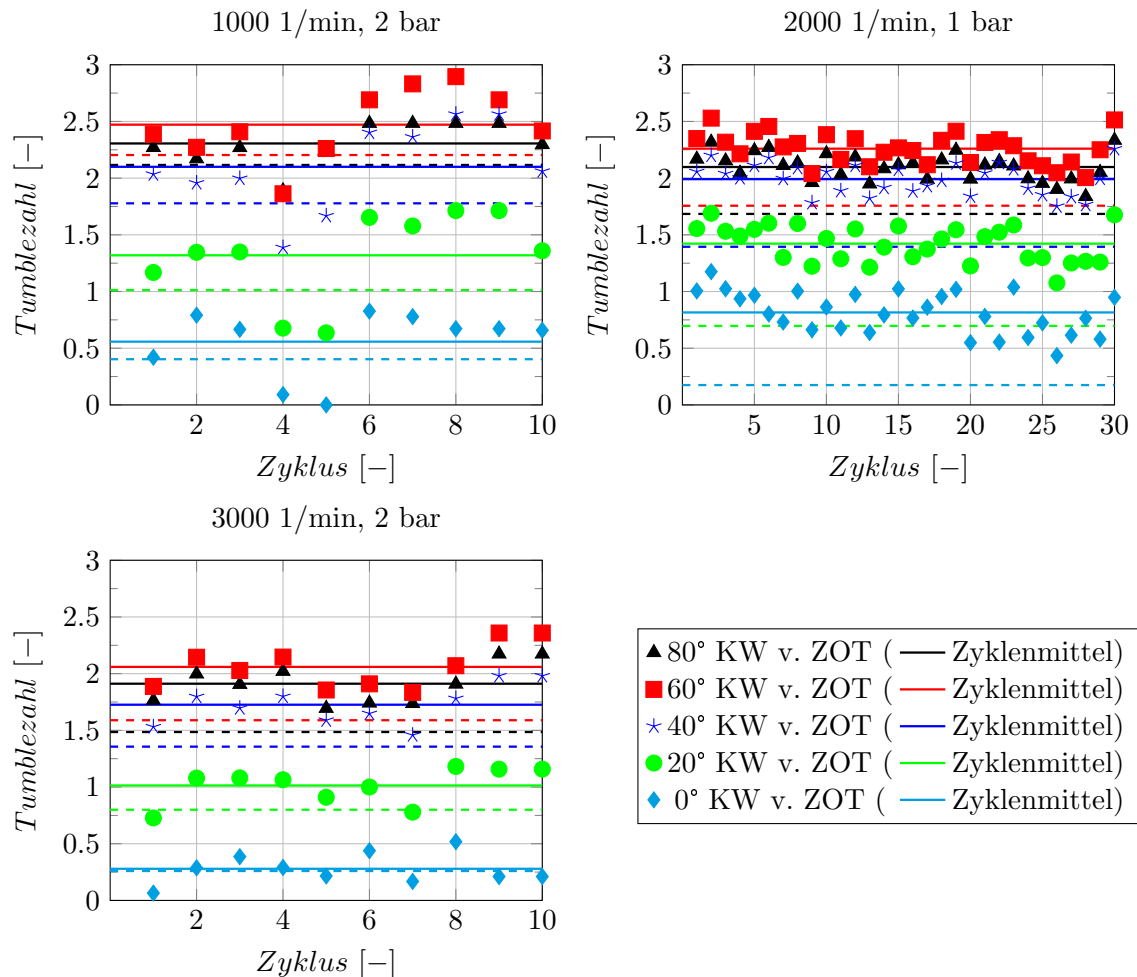 1000 1/min, 2 bar
3
2.5
2
1.5
1
0.5
0
Tumblezahl [−]
2 4 6 8 10
Zyklus [−]
2000 1/min, 1 bar
3
2.5
2
1.5
1
0.5
0
Tumblezahl [−]
5 10 15 20 25 30
Zyklus [−]
3000 1/min, 2 bar
3
2.5
2
1.5
1
0.5
0
Tumblezahl [−]
2 4 6 8 10
Zyklus [−]
80° KW v. ZOT ( Zyklenmittel)
60° KW v. ZOT ( Zyklenmittel)
40° KW v. ZOT ( Zyklenmittel)
20° KW v. ZOT ( Zyklenmittel)
0° KW v. ZOT ( Zyklenmittel)